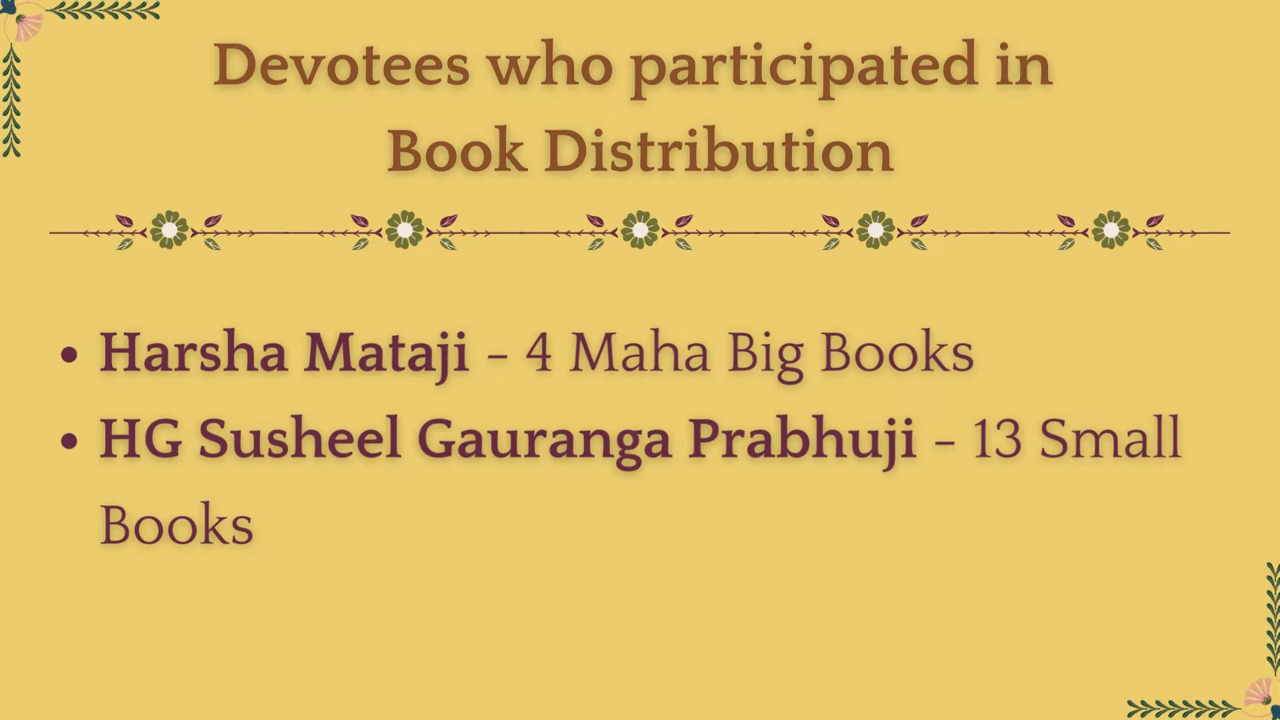 Devotees who participated in
Book Distribution
• Harsha Mataji – 4 Maha Big Books
• HG Susheel Gauranga Prabhuji – 13 Small
Books